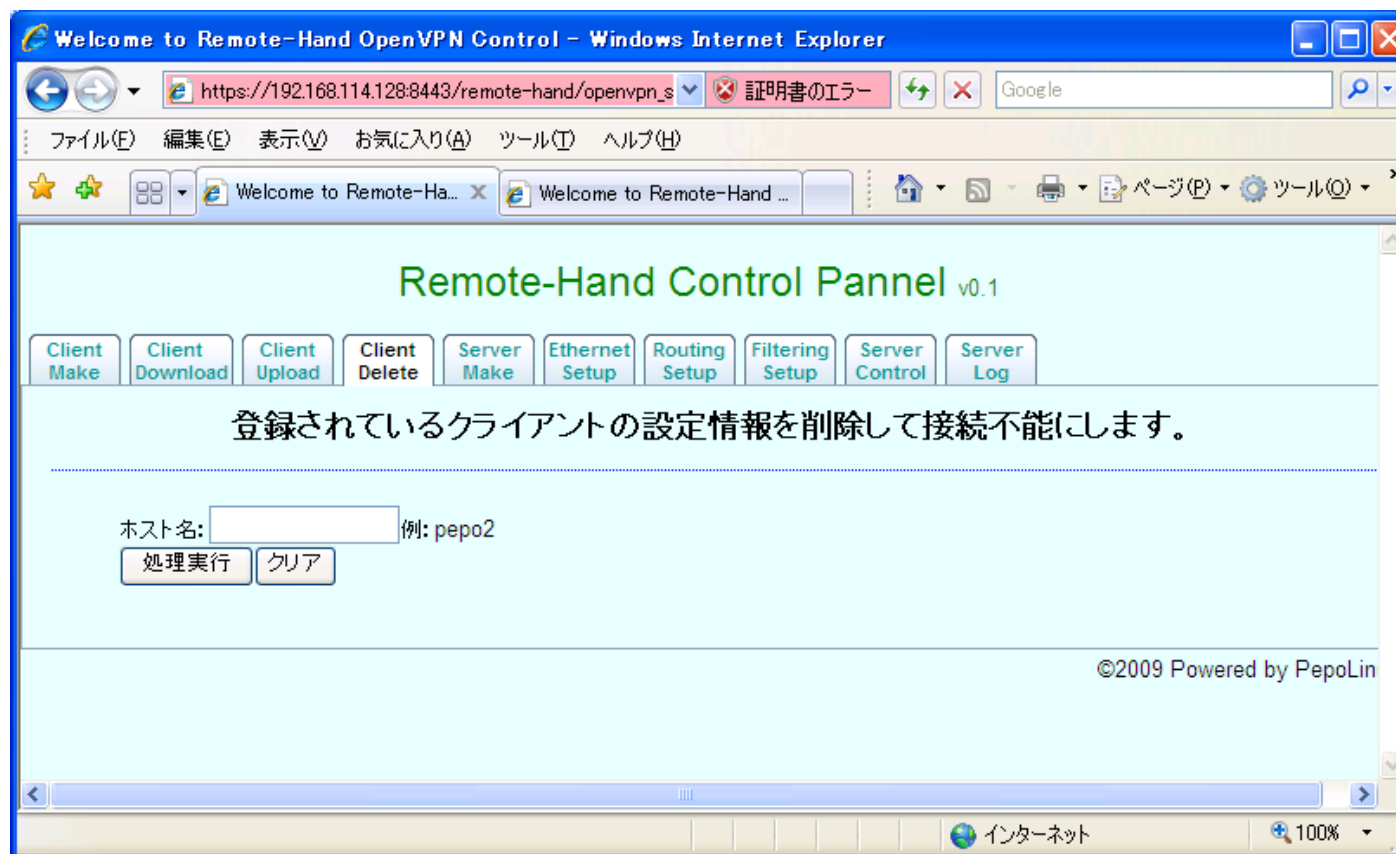 Welcome to Remote-Hand OpenVPN Control - Windows Internet Explorer
https://192.168.114.128:8443/remote-hand/openvpn_s 証明書のエラー Google
ファイル(F) 編集(E) 表示(V) お気に入り(A) ツール(T) ヘルプ(H)
Welcome to Remote-Ha... Welcome to Remote-Hand ... ページ(P) ツール(O)
Remote-Hand Control Pannel v0.1
Client Make Client Download Client Upload Client Delete Server Make Ethernet Setup Routing Setup Filtering Setup Server Control Server Log
登録されているクライアントの設定情報を削除して接続不能にします。
ホスト名: 例: pepo2
処理実行 クリア
©2009 Powered by PepoLin
インターネット 100%